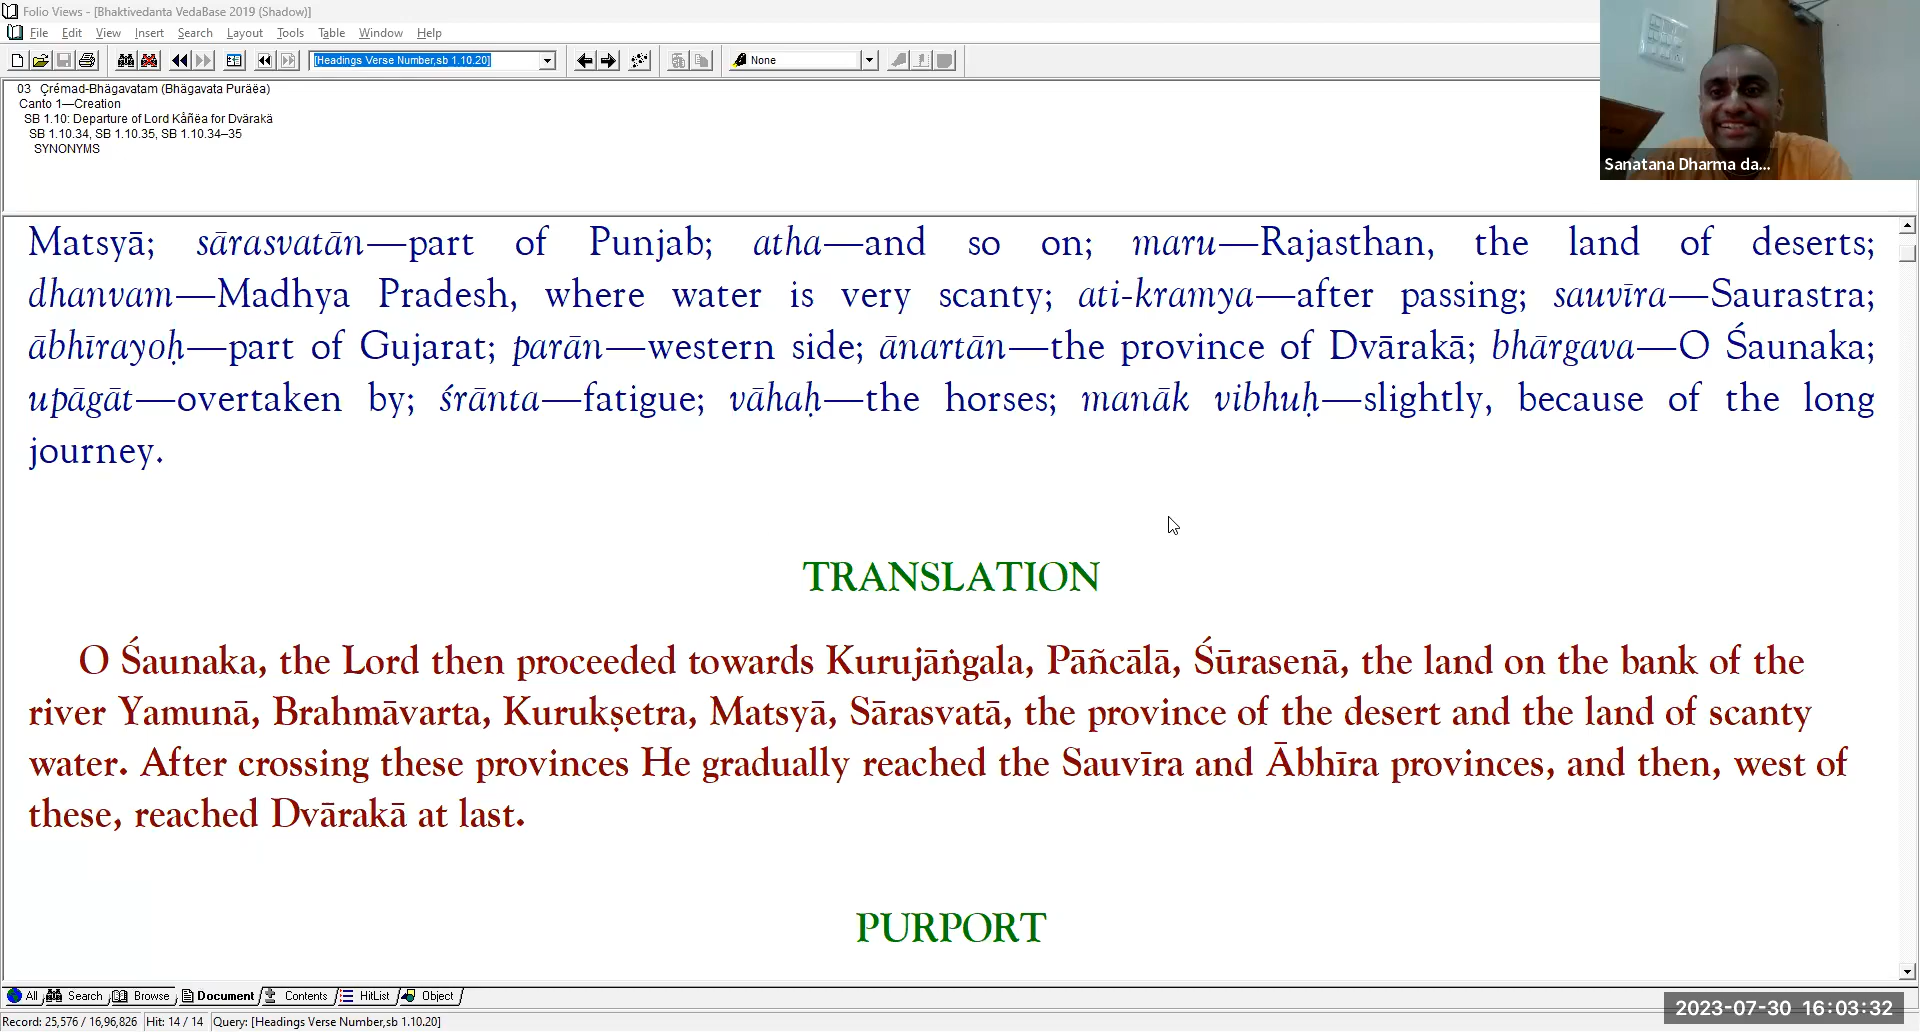 Folio Views - [Bhaktivedanta VedaBase 2019 (Shadow)]
File Edit View Insert Search Layout Tools Table Window Help
[Headings Verse Number,sb 1.10.20] None
03 Çrémad-Bhägavatam (Bhägavata Puräëa)
Canto 1—Creation
SB 1.10: Departure of Lord Kåñëa for Dvärakä
SB 1.10.34, SB 1.10.35, SB 1.10.34–35
SYNONYMS
Sanatana Dharma da...
Matsyā; sārasvatān—part of Punjab; atha—and so on; maru—Rajasthan, the land of deserts;
dhanvam—Madhya Pradesh, where water is very scanty; ati-kramya—after passing; sauvīra—Saurastra;
ābhīrayoḥ—part of Gujarat; parān—western side; ānartān—the province of Dvārakā; bhārgava—O Śaunaka;
upāgāt—overtaken by; śrānta—fatigue; vāhaḥ—the horses; manāk vibhuḥ—slightly, because of the long
journey.
TRANSLATION
O Śaunaka, the Lord then proceeded towards Kurujāṅgala, Pāñcālā, Śūrasenā, the land on the bank of the
river Yamunā, Brahmāvarta, Kurukṣetra, Matsyā, Sārasvatā, the province of the desert and the land of scanty
water. After crossing these provinces He gradually reached the Sauvīra and Ābhīra provinces, and then, west of
these, reached Dvārakā at last.
PURPORT
All Search Browse Document Contents HitList Object
Record: 25,576 / 16,96,826 Hit: 14 / 14 Query: [Headings Verse Number,sb 1.10.20]
2023-07-30 16:03:32